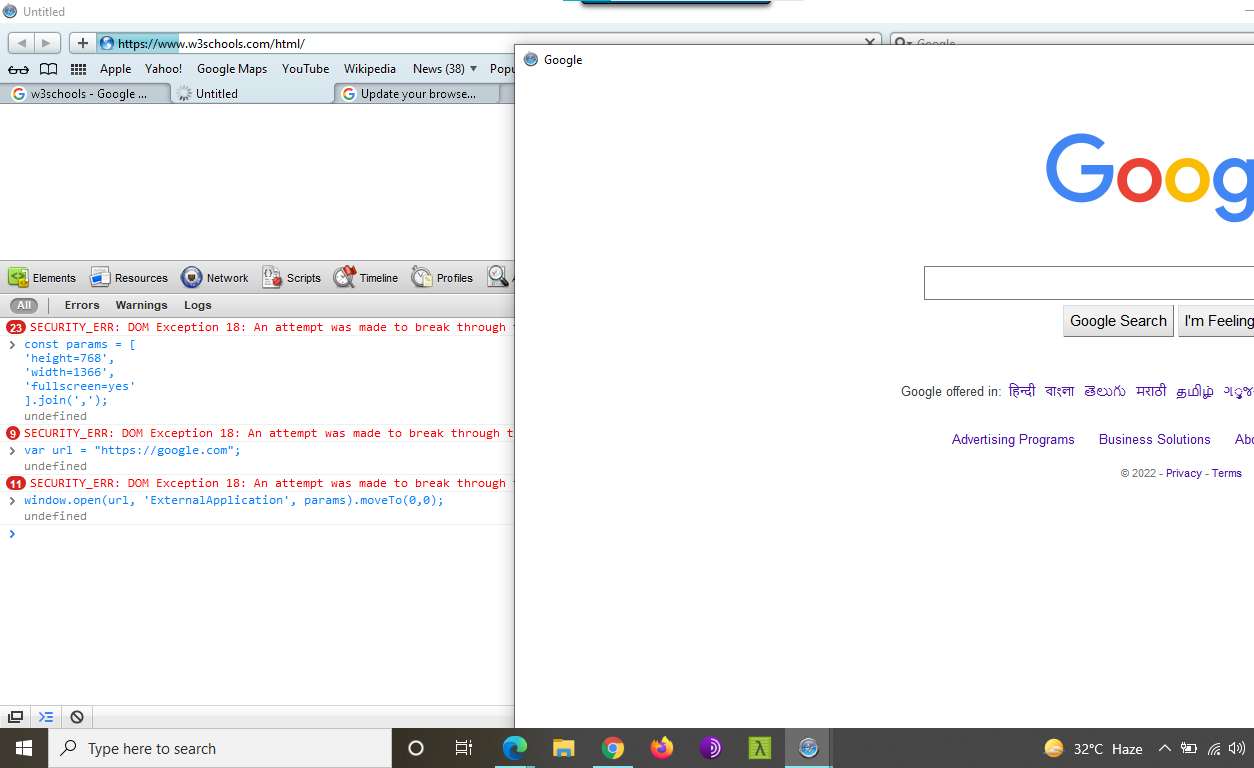 Untitled
https://www.w3schools.com/html/
Google
Apple Yahoo! Google Maps YouTube Wikipedia News (38) Popu
w3schools - Google ... Untitled Update your browse...
Elements Resources Network Scripts Timeline Profiles
All Errors Warnings Logs
23 SECURITY_ERR: DOM Exception 18: An attempt was made to break through
const params = [
'height=768',
'width=1366',
'fullscreen=yes'
].join(',');
undefined
9 SECURITY_ERR: DOM Exception 18: An attempt was made to break through t
var url = "https://google.com";
undefined
11 SECURITY_ERR: DOM Exception 18: An attempt was made to break through
window.open(url, 'ExternalApplication', params).moveTo(0,0);
undefined
Google
Goog
Google Search I'm Feeling
Google offered in: हिन्दी বাংলা తెలుగు मराठी தமிழ்
Advertising Programs Business Solutions Abo
© 2022 - Privacy - Terms
Type here to search
32°C Haze